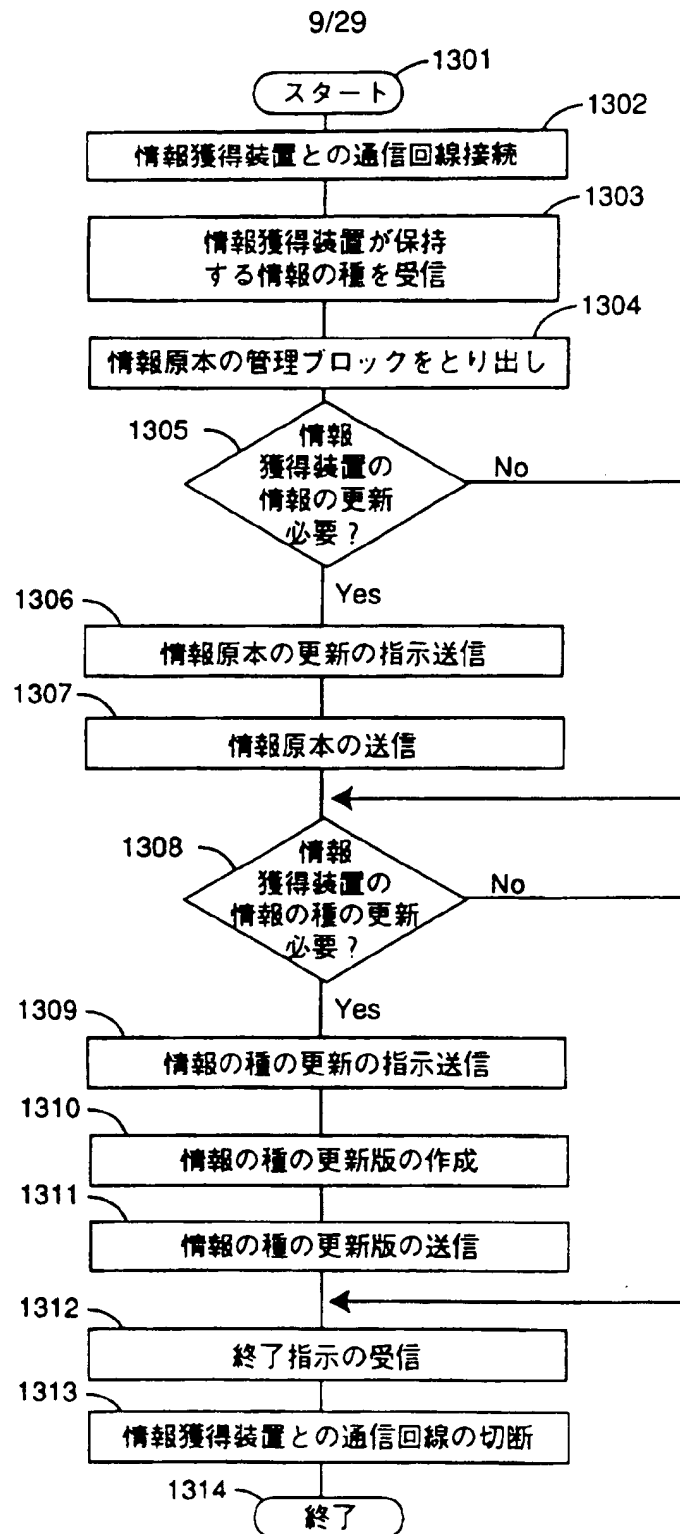 9/29
1301
スタート
1302
情報獲得装置との通信回線接続
1303
情報獲得装置が保持
する情報の種を受信
1304
情報原本の管理ブロックをとり出し
1305
情報
獲得装置の
情報の更新
必要?
No
Yes
1306
情報原本の更新の指示送信
1307
情報原本の送信
1308
情報
獲得装置の
情報の種の更新
必要?
No
Yes
1309
情報の種の更新の指示送信
1310
情報の種の更新版の作成
1311
情報の種の更新版の送信
1312
終了指示の受信
1313
情報獲得装置との通信回線の切断
1314
終了